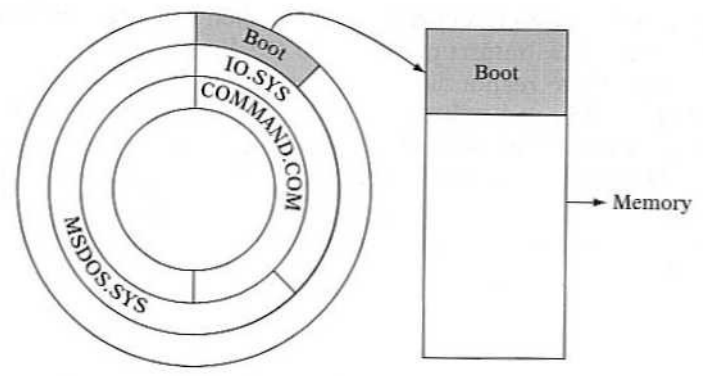 Boot
IO.SYS
COMMAND.COM
MSDOS.SYS
Boot
Memory